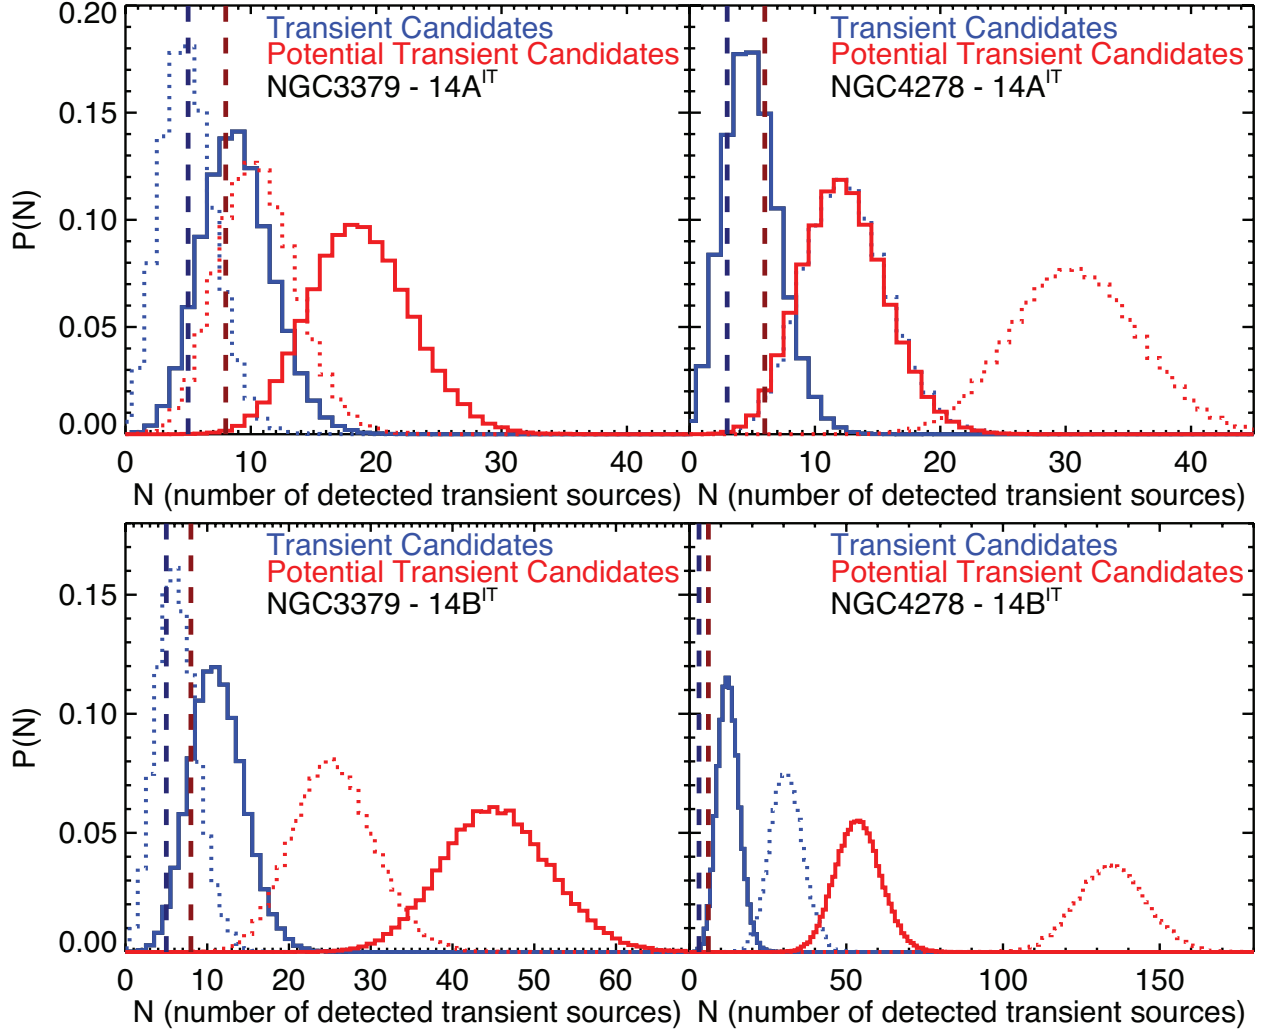 Transient Candidates
Potential Transient Candidates
NGC3379 - 14A^IT
0.20
0.15
0.10
0.05
0.00
P(N)
0 10 20 30 40
N (number of detected transient sources)
Transient Candidates
Potential Transient Candidates
NGC4278 - 14A^IT
0 10 20 30 40
N (number of detected transient sources)
Transient Candidates
Potential Transient Candidates
NGC3379 - 14B^IT
0.15
0.10
0.05
0.00
P(N)
0 10 20 30 40 50 60
N (number of detected transient sources)
Transient Candidates
Potential Transient Candidates
NGC4278 - 14B^IT
0 50 100 150
N (number of detected transient sources)